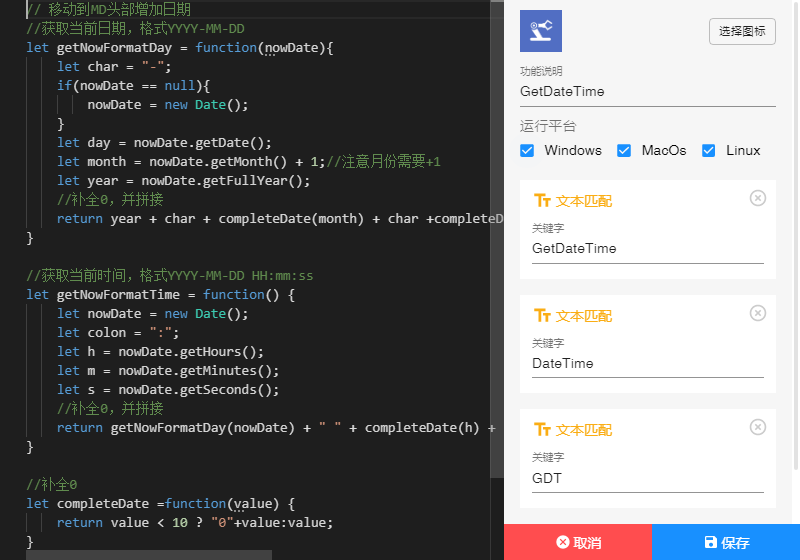 // 移动到MD头部增加日期
//获取当前日期，格式YYYY-MM-DD
let getNowFormatDay = function(nowDate){
let char = "-";
if(nowDate == null){
nowDate = new Date();
}
let day = nowDate.getDate();
let month = nowDate.getMonth() + 1;//注意月份需要+1
let year = nowDate.getFullYear();
//补全0，并拼接
return year + char + completeDate(month) + char +completeD
}
//获取当前时间，格式YYYY-MM-DD HH:mm:ss
let getNowFormatTime = function() {
let nowDate = new Date();
let colon = ":";
let h = nowDate.getHours();
let m = nowDate.getMinutes();
let s = nowDate.getSeconds();
//补全0，并拼接
return getNowFormatDay(nowDate) + " " + completeDate(h) +
}
//补全0
let completeDate =function(value) {
return value < 10 ? "0"+value:value;
}
选择图标
功能说明
GetDateTime
运行平台
Windows MacOs Linux
文本匹配
关键字
GetDateTime
文本匹配
关键字
DateTime
文本匹配
关键字
GDT
取消 保存